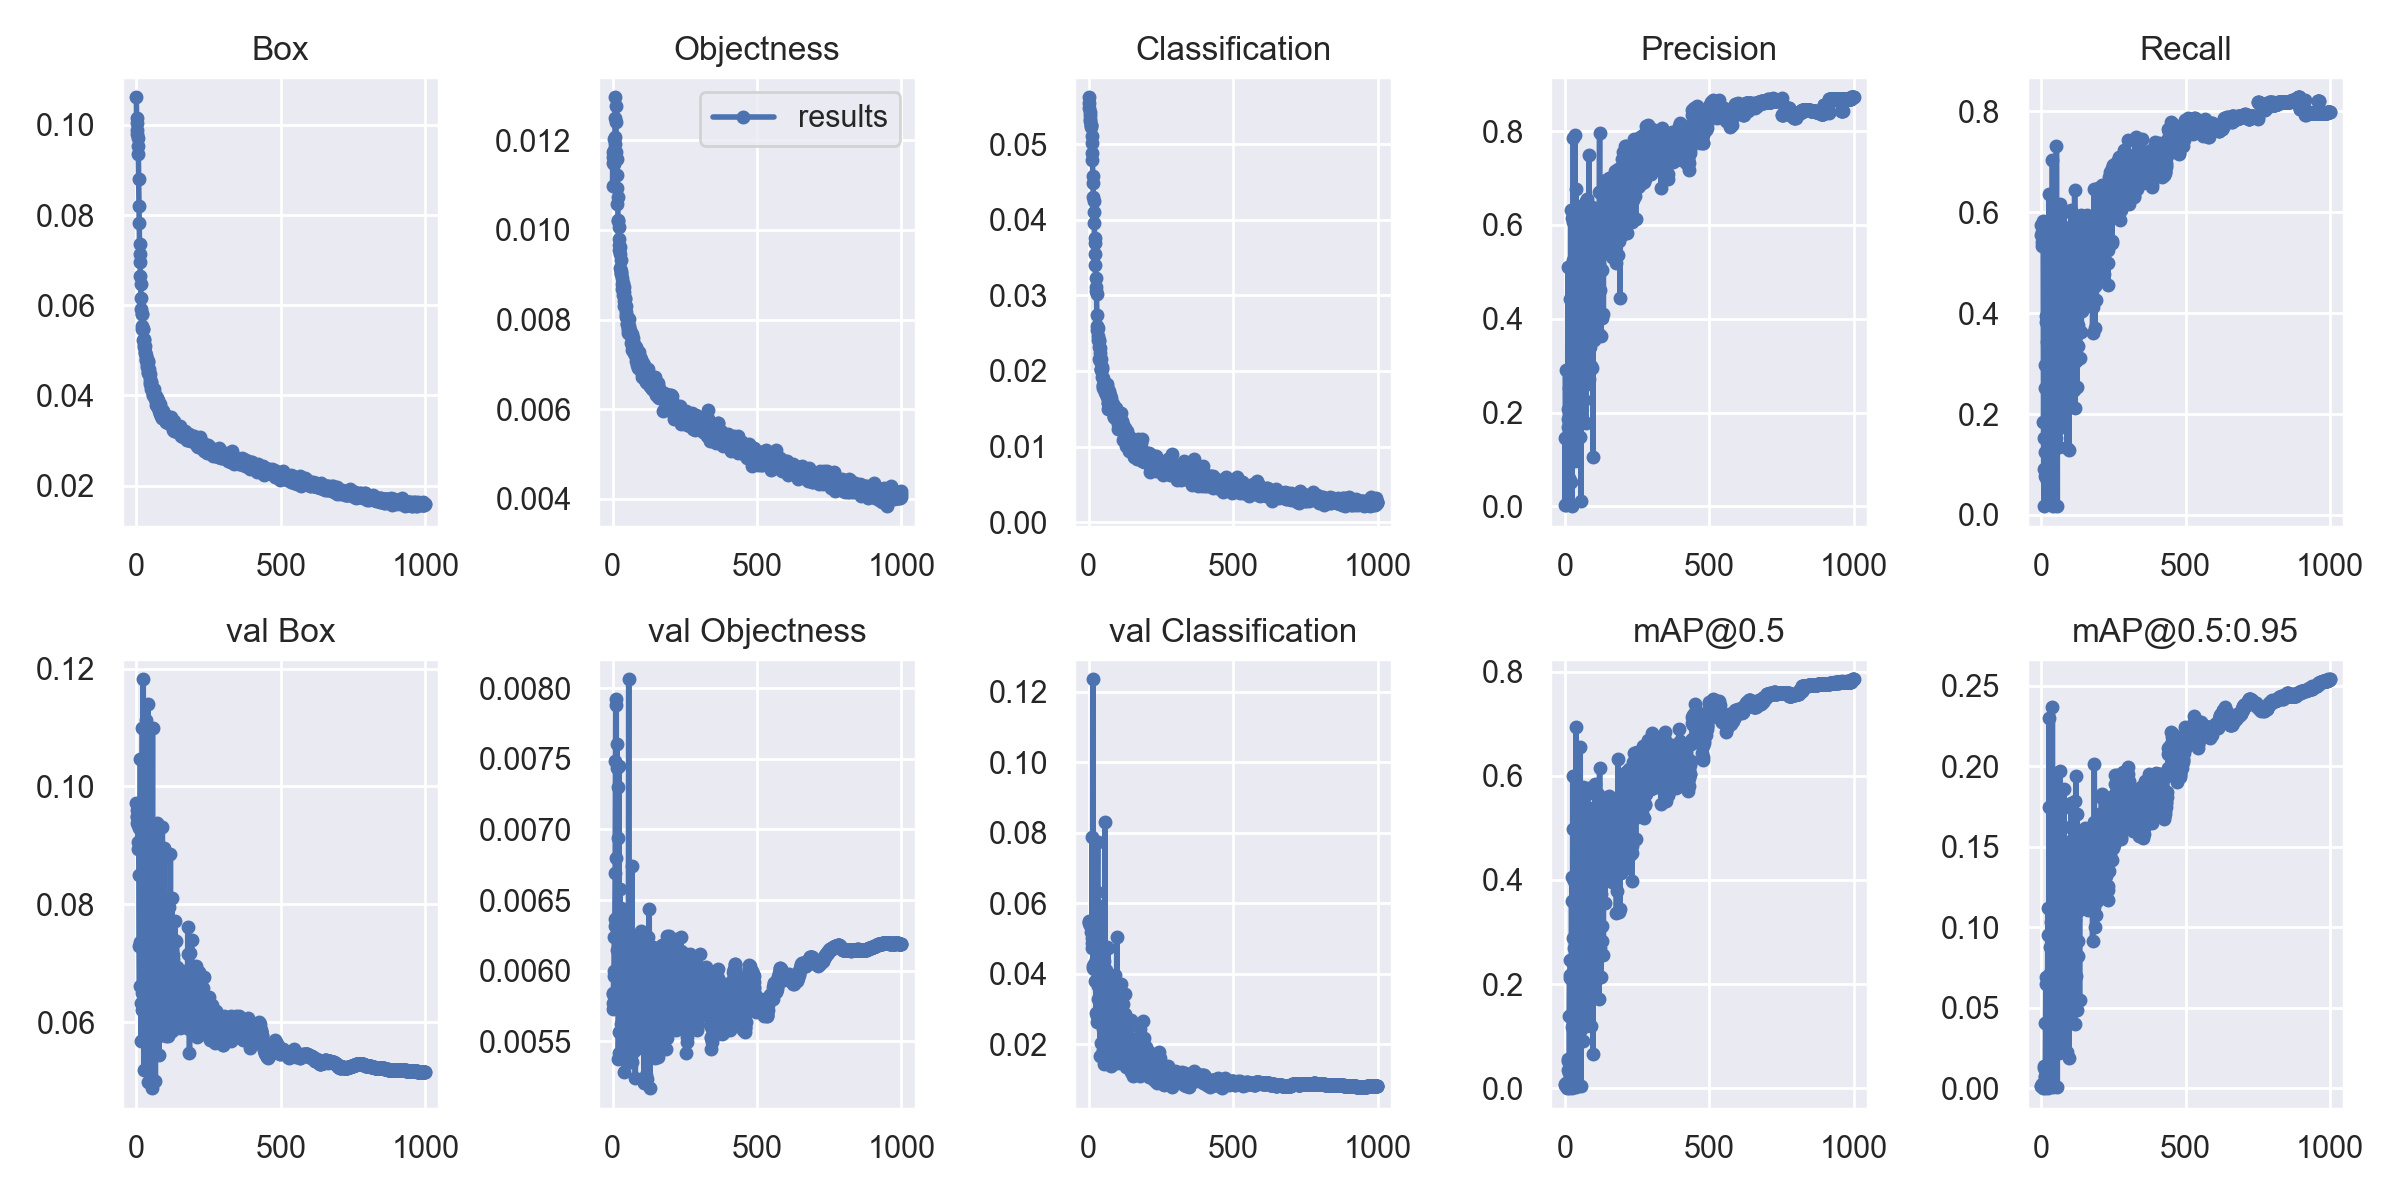 Box
Objectness
Classification
Precision
Recall
0.10
0.08
0.06
0.04
0.02
0 500 1000
results
0.012
0.010
0.008
0.006
0.004
0 500 1000
0.05
0.04
0.03
0.02
0.01
0.00
0 500 1000
0.8
0.6
0.4
0.2
0.0
0 500 1000
0.8
0.6
0.4
0.2
0.0
0 500 1000
val Box
val Objectness
val Classification
mAP@0.5
mAP@0.5:0.95
0.12
0.10
0.08
0.06
0 500 1000
0.0080
0.0075
0.0070
0.0065
0.0060
0.0055
0 500 1000
0.12
0.10
0.08
0.06
0.04
0.02
0 500 1000
0.8
0.6
0.4
0.2
0.0
0 500 1000
0.25
0.20
0.15
0.10
0.05
0.00
0 500 1000